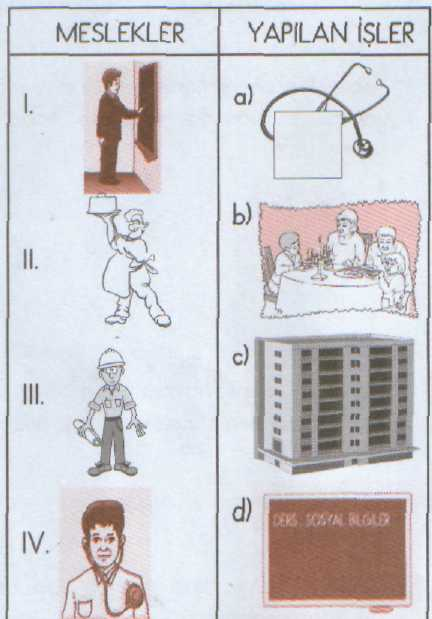 MESLEKLER YAPILAN İŞLER
I. a)
II. b)
III. c)
IV. d)
DERS : SOSYAL BİLGİLER